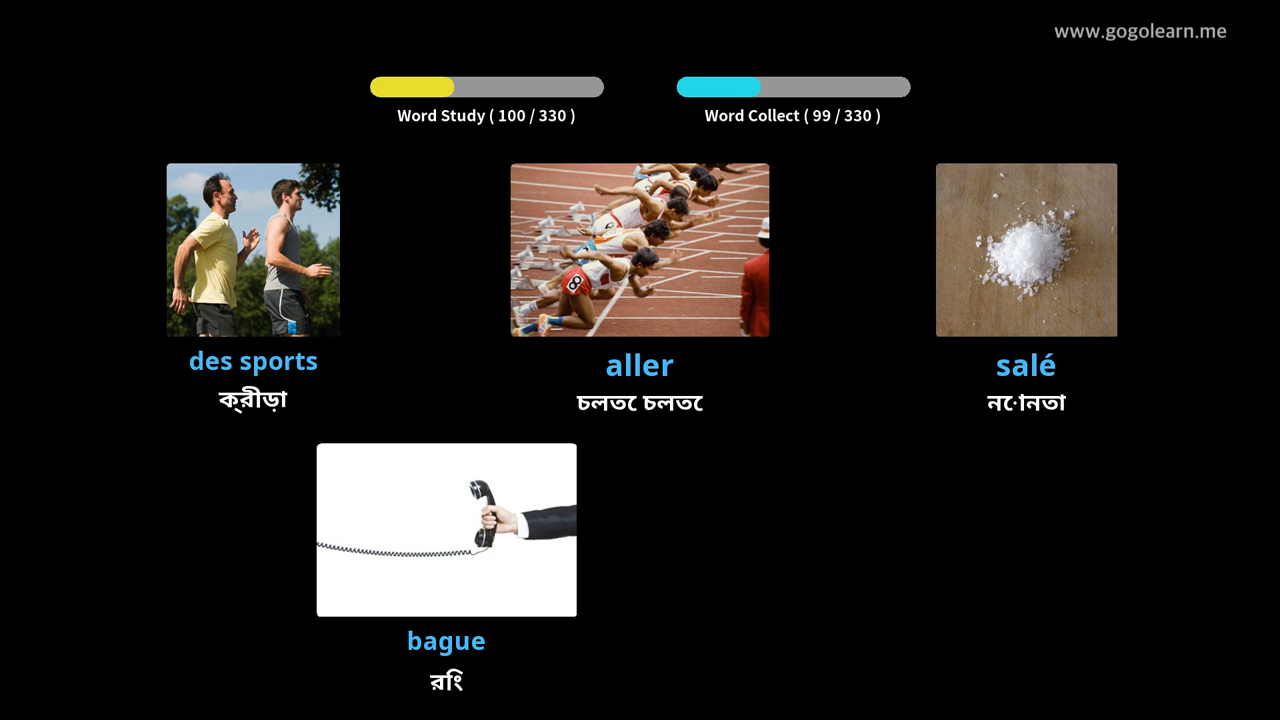 www.gogolearn.me
Word Study ( 100 / 330 )
Word Collect ( 99 / 330 )
des sports
ক্রীড়া
aller
চলতে চলতে
salé
নোনতা
bague
রিং